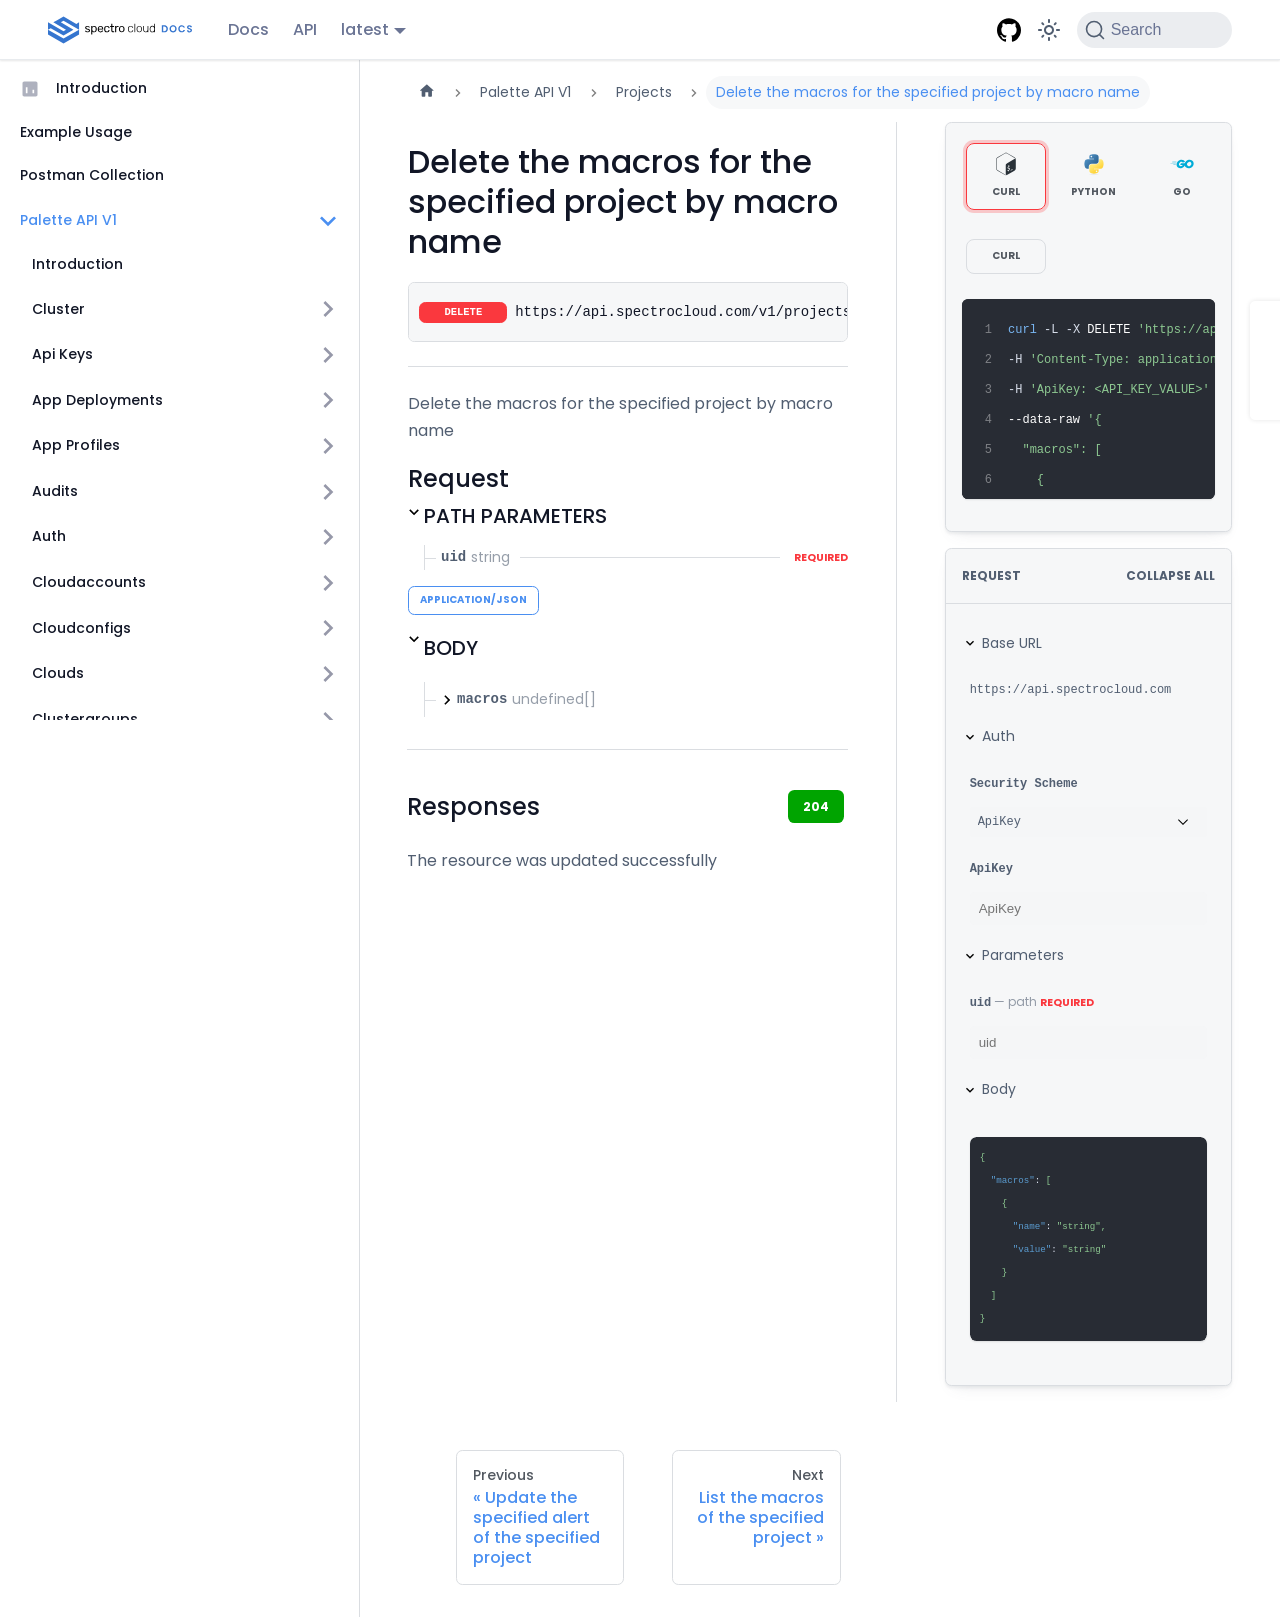 spectro cloud DOCS
Docs
API
latest
Search
Introduction
Example Usage
Postman Collection
Palette API V1
Introduction
Cluster
Api Keys
App Deployments
App Profiles
Audits
Auth
Cloudaccounts
Cloudconfigs
Clouds
Clustergroups
Palette API V1
Projects
Delete the macros for the specified project by macro name
Delete the macros for the
specified project by macro
name
DELETE https://api.spectrocloud.com/v1/projects
Delete the macros for the specified project by macro
name
Request
PATH PARAMETERS
uid string REQUIRED
APPLICATION/JSON
BODY
macros undefined[]
Responses
204
The resource was updated successfully
CURL
PYTHON
GO
CURL
1 curl -L -X DELETE 'https://ap
2 -H 'Content-Type: application
3 -H 'ApiKey: <API_KEY_VALUE>'
4 --data-raw '{
5 "macros": [
6 {
REQUEST
COLLAPSE ALL
Base URL
https://api.spectrocloud.com
Auth
Security Scheme
ApiKey
ApiKey
ApiKey
Parameters
uid — path REQUIRED
uid
Body
{
"macros": [
{
"name": "string",
"value": "string"
}
]
}
Previous
« Update the
specified alert
of the specified
project
Next
List the macros
of the specified
project »